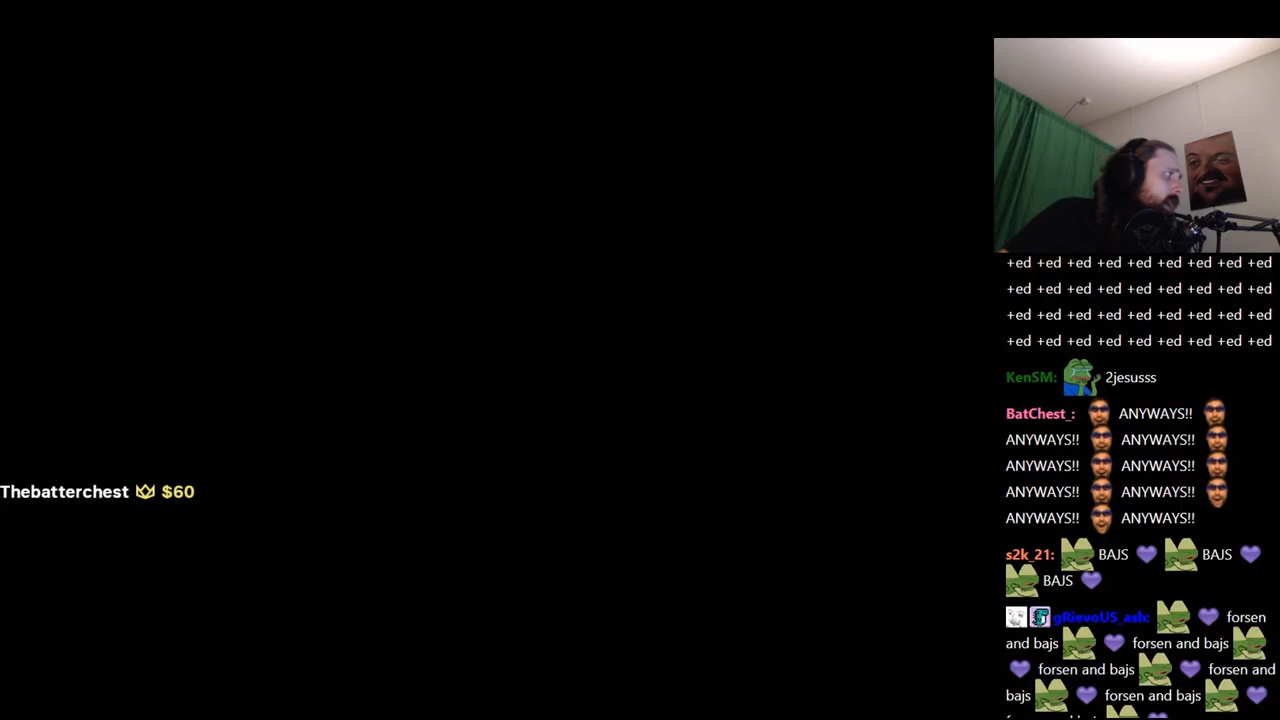 Thebatterchest $60
+ed +ed +ed +ed +ed +ed +ed +ed +ed
+ed +ed +ed +ed +ed +ed +ed +ed +ed
+ed +ed +ed +ed +ed +ed +ed +ed +ed
+ed +ed +ed +ed +ed +ed +ed +ed +ed
KenSM: 2jesusss
BatChest_: ANYWAYS!!
ANYWAYS!! ANYWAYS!!
ANYWAYS!! ANYWAYS!!
ANYWAYS!! ANYWAYS!!
ANYWAYS!! ANYWAYS!!
s2k_21: BAJS BAJS
BAJS
gRievoUS_ash: forsen
and bajs forsen and bajs
forsen and bajs forsen and
bajs forsen and bajs